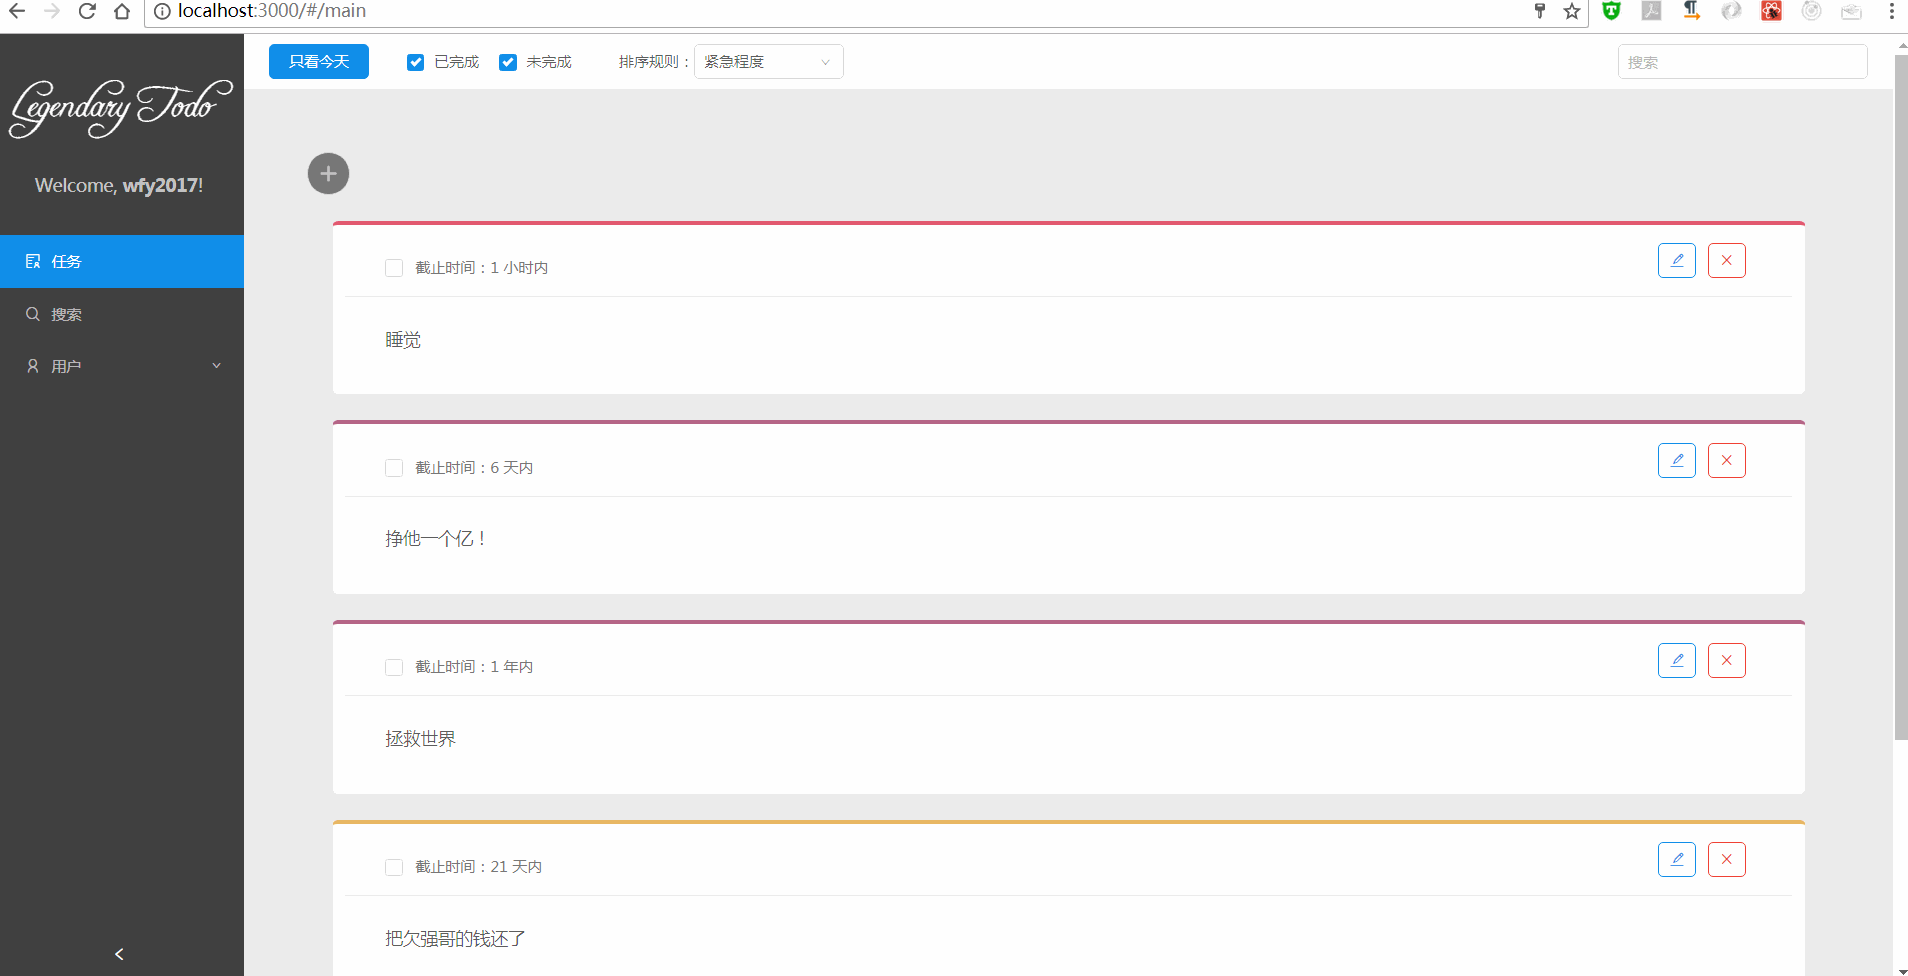 localhost:3000/#/main
Legendary Todo
Welcome, wfy2017!
任务
搜索
用户
只看今天 已完成 未完成 排序规则： 紧急程度 搜索
截止时间：1 小时内
睡觉
截止时间：6 天内
挣他一个亿！
截止时间：1 年内
拯救世界
截止时间：21 天内
把欠强哥的钱还了